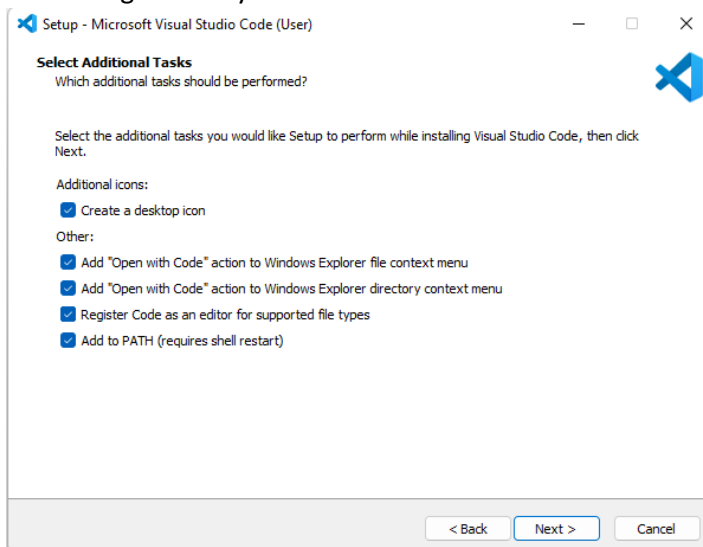 Setup - Microsoft Visual Studio Code (User)
Select Additional Tasks
Which additional tasks should be performed?
Select the additional tasks you would like Setup to perform while installing Visual Studio Code, then click
Next.
Additional icons:
Create a desktop icon
Other:
Add "Open with Code" action to Windows Explorer file context menu
Add "Open with Code" action to Windows Explorer directory context menu
Register Code as an editor for supported file types
Add to PATH (requires shell restart)
< Back Next > Cancel